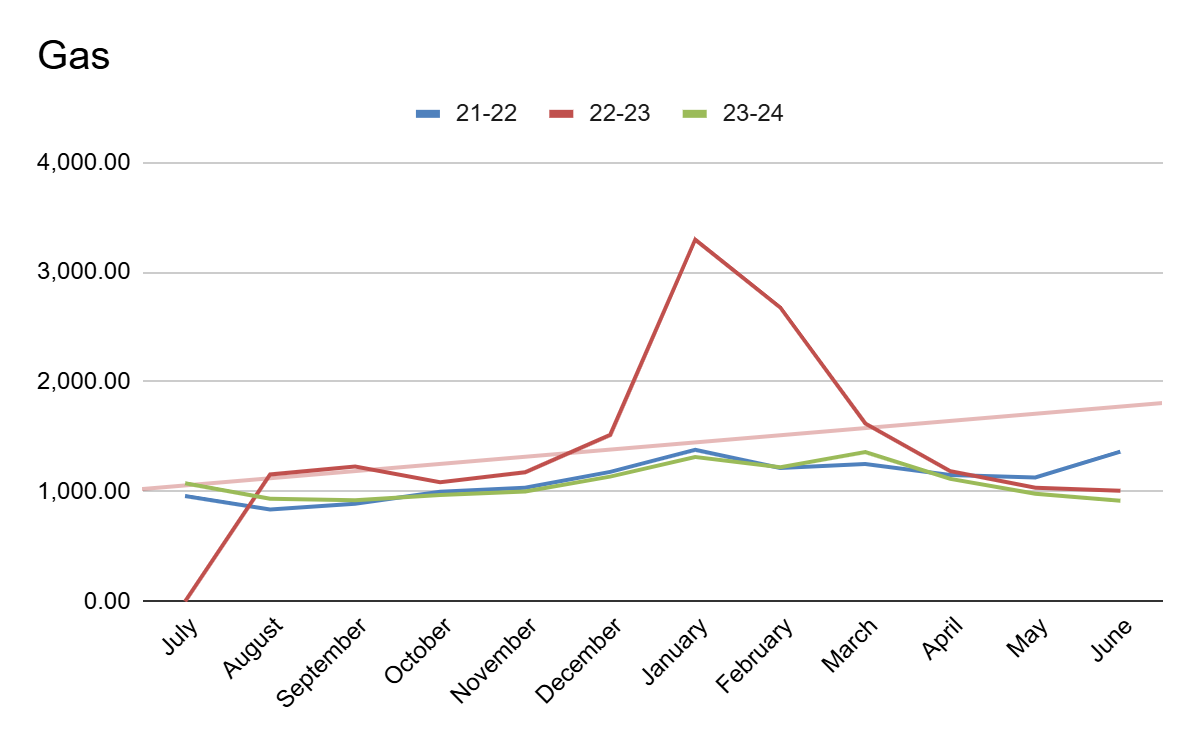 Gas
21-22 22-23 23-24
4,000.00
3,000.00
2,000.00
1,000.00
0.00
July August September October November December January February March April May June